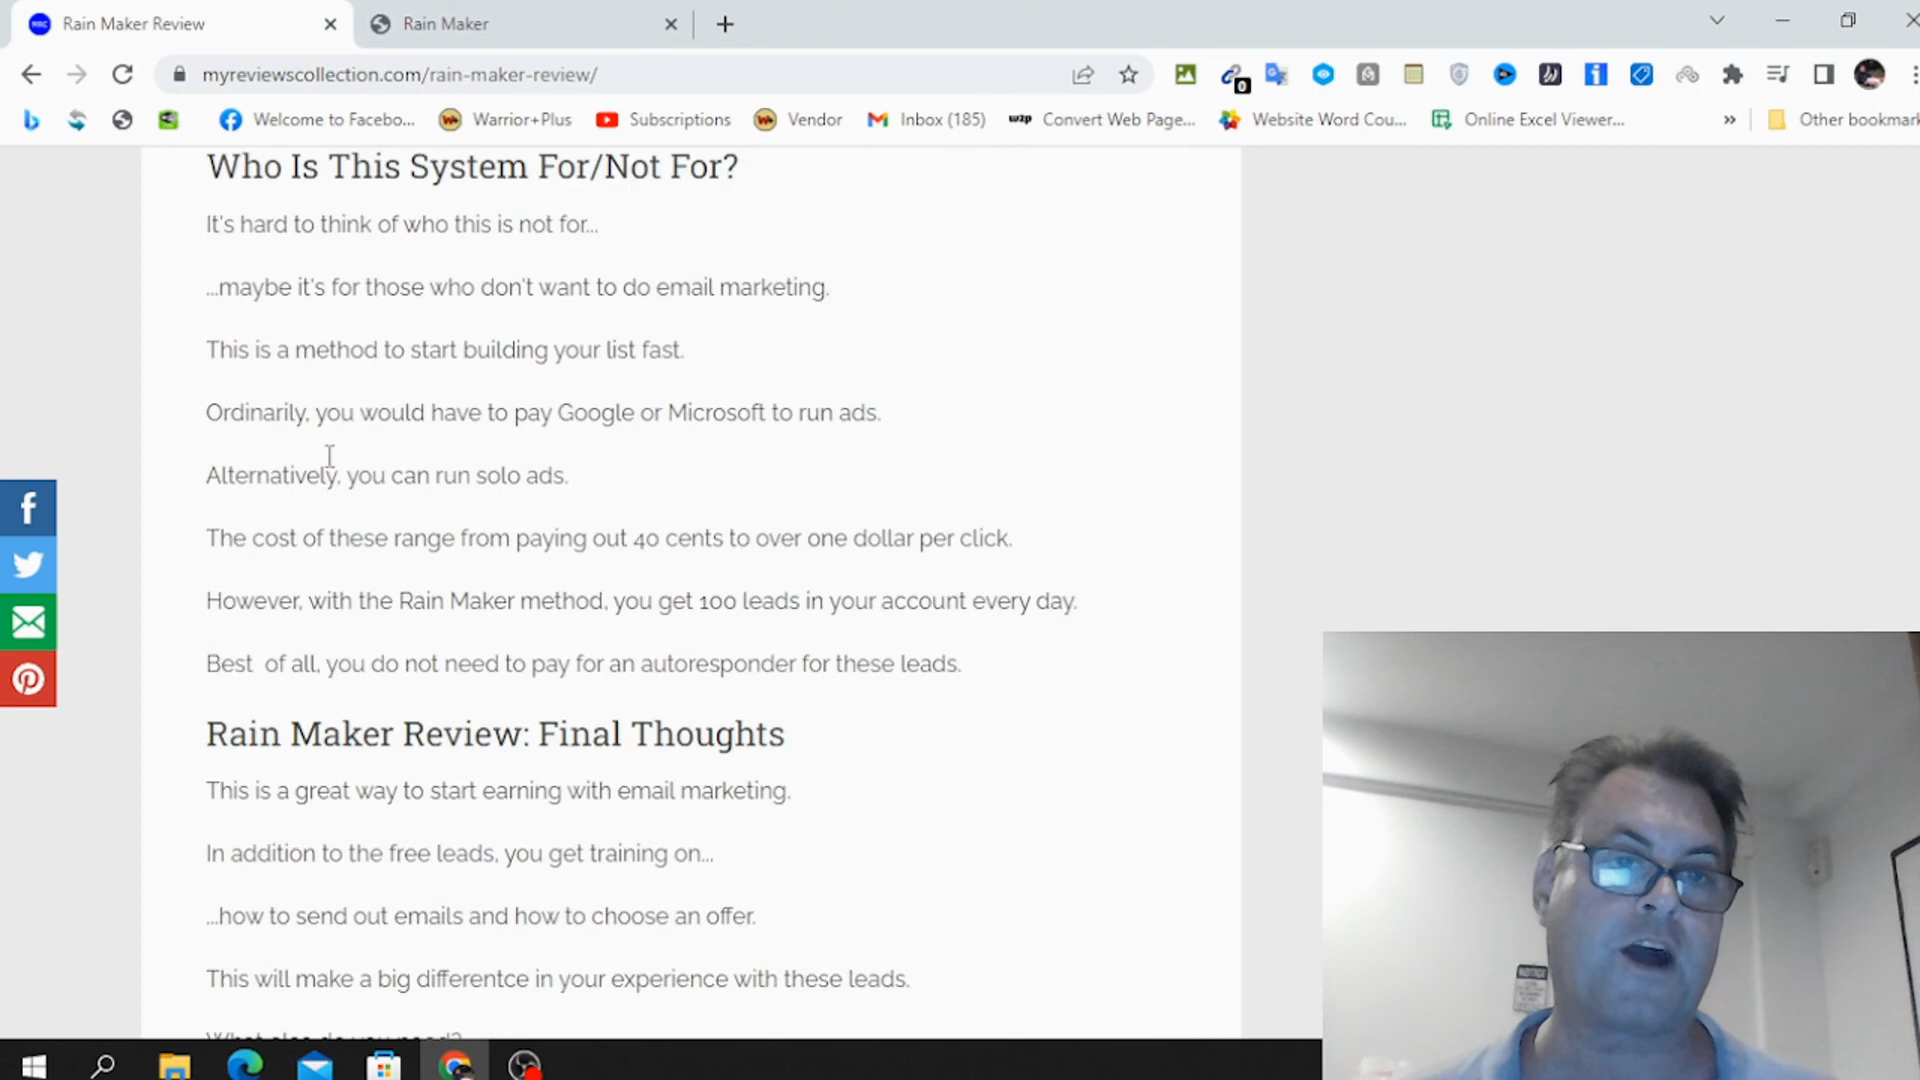 Rain Maker Review
Rain Maker
myreviewscollection.com/rain-maker-review/
0
Welcome to Facebo...
Warrior+Plus
Subscriptions
Vendor
Inbox (185)
Convert Web Page...
Website Word Cou...
Online Excel Viewer...
»
Other bookmark
Who Is This System For/Not For?
It's hard to think of who this is not for...
...maybe it's for those who don't want to do email marketing.
This is a method to start building your list fast.
Ordinarily, you would have to pay Google or Microsoft to run ads.
Alternatively, you can run solo ads.
The cost of these range from paying out 40 cents to over one dollar per click.
However, with the Rain Maker method, you get 100 leads in your account every day.
Best of all, you do not need to pay for an autoresponder for these leads.
Rain Maker Review: Final Thoughts
This is a great way to start earning with email marketing.
In addition to the free leads, you get training on...
...how to send out emails and how to choose an offer.
This will make a big differentce in your experience with these leads.
What else do you need?